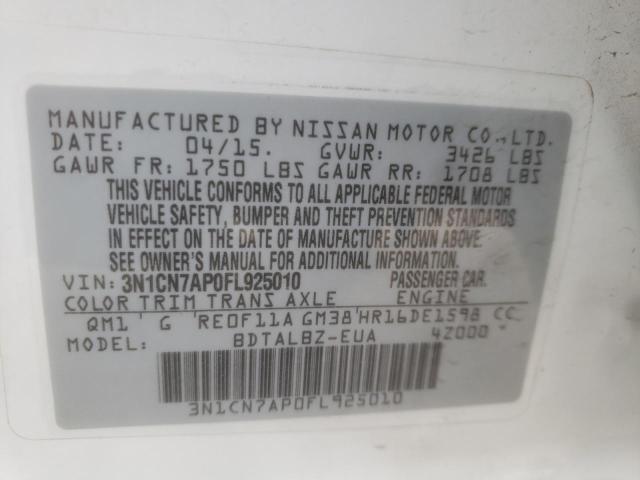 MANUFACTURED BY NISSAN MOTOR CO., LTD.
DATE: 04/15. GVWR: 3426 LBS
GAWR FR: 1750 LBS GAWR RR: 1708 LBS
THIS VEHICLE CONFORMS TO ALL APPLICABLE FEDERAL MOTOR
VEHICLE SAFETY, BUMPER AND THEFT PREVENTION STANDARDS
IN EFFECT ON THE DATE OF MANUFACTURE SHOWN ABOVE.
SEE OWNER'S MANUAL FOR ADDITIONAL INFORMATION.
VIN: 3N1CN7AP0FL925010 PASSENGER CAR.
COLOR TRIM TRANS AXLE ENGINE
QM1 ' G ' RE0F11A GM38 ' HR16DE1598 CC
MODEL: BDTALBZ-EUA 42000
3N1CN7AP0FL925010